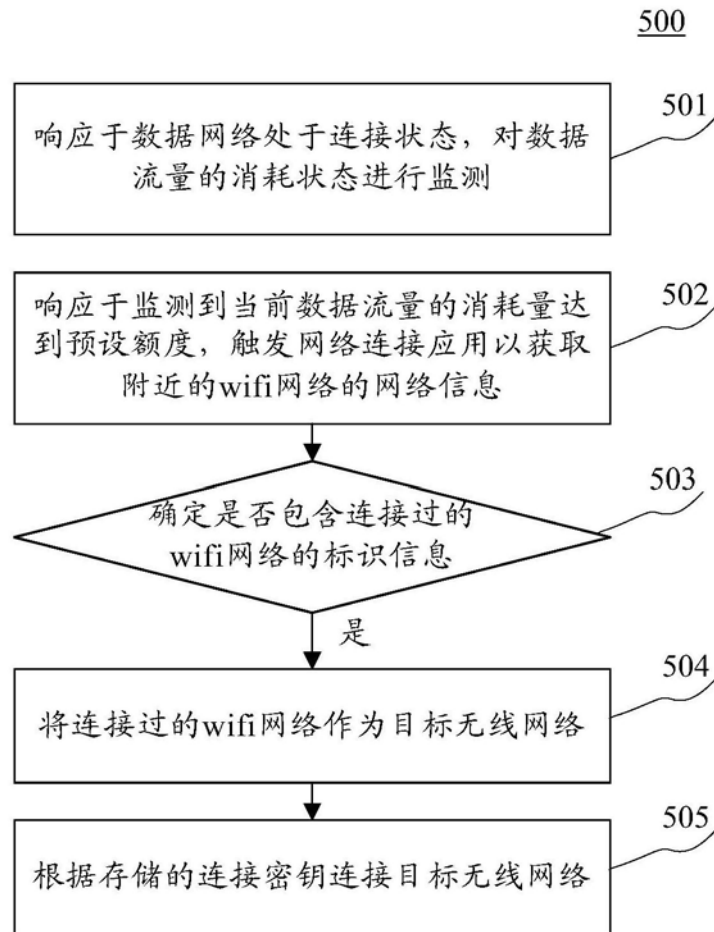 500
501
响应于数据网络处于连接状态，对数据
流量的消耗状态进行监测
502
响应于监测到当前数据流量的消耗量达
到预设额度，触发网络连接应用以获取
附近的wifi网络的网络信息
503
确定是否包含连接过的
wifi网络的标识信息
是
504
将连接过的wifi网络作为目标无线网络
505
根据存储的连接密钥连接目标无线网络